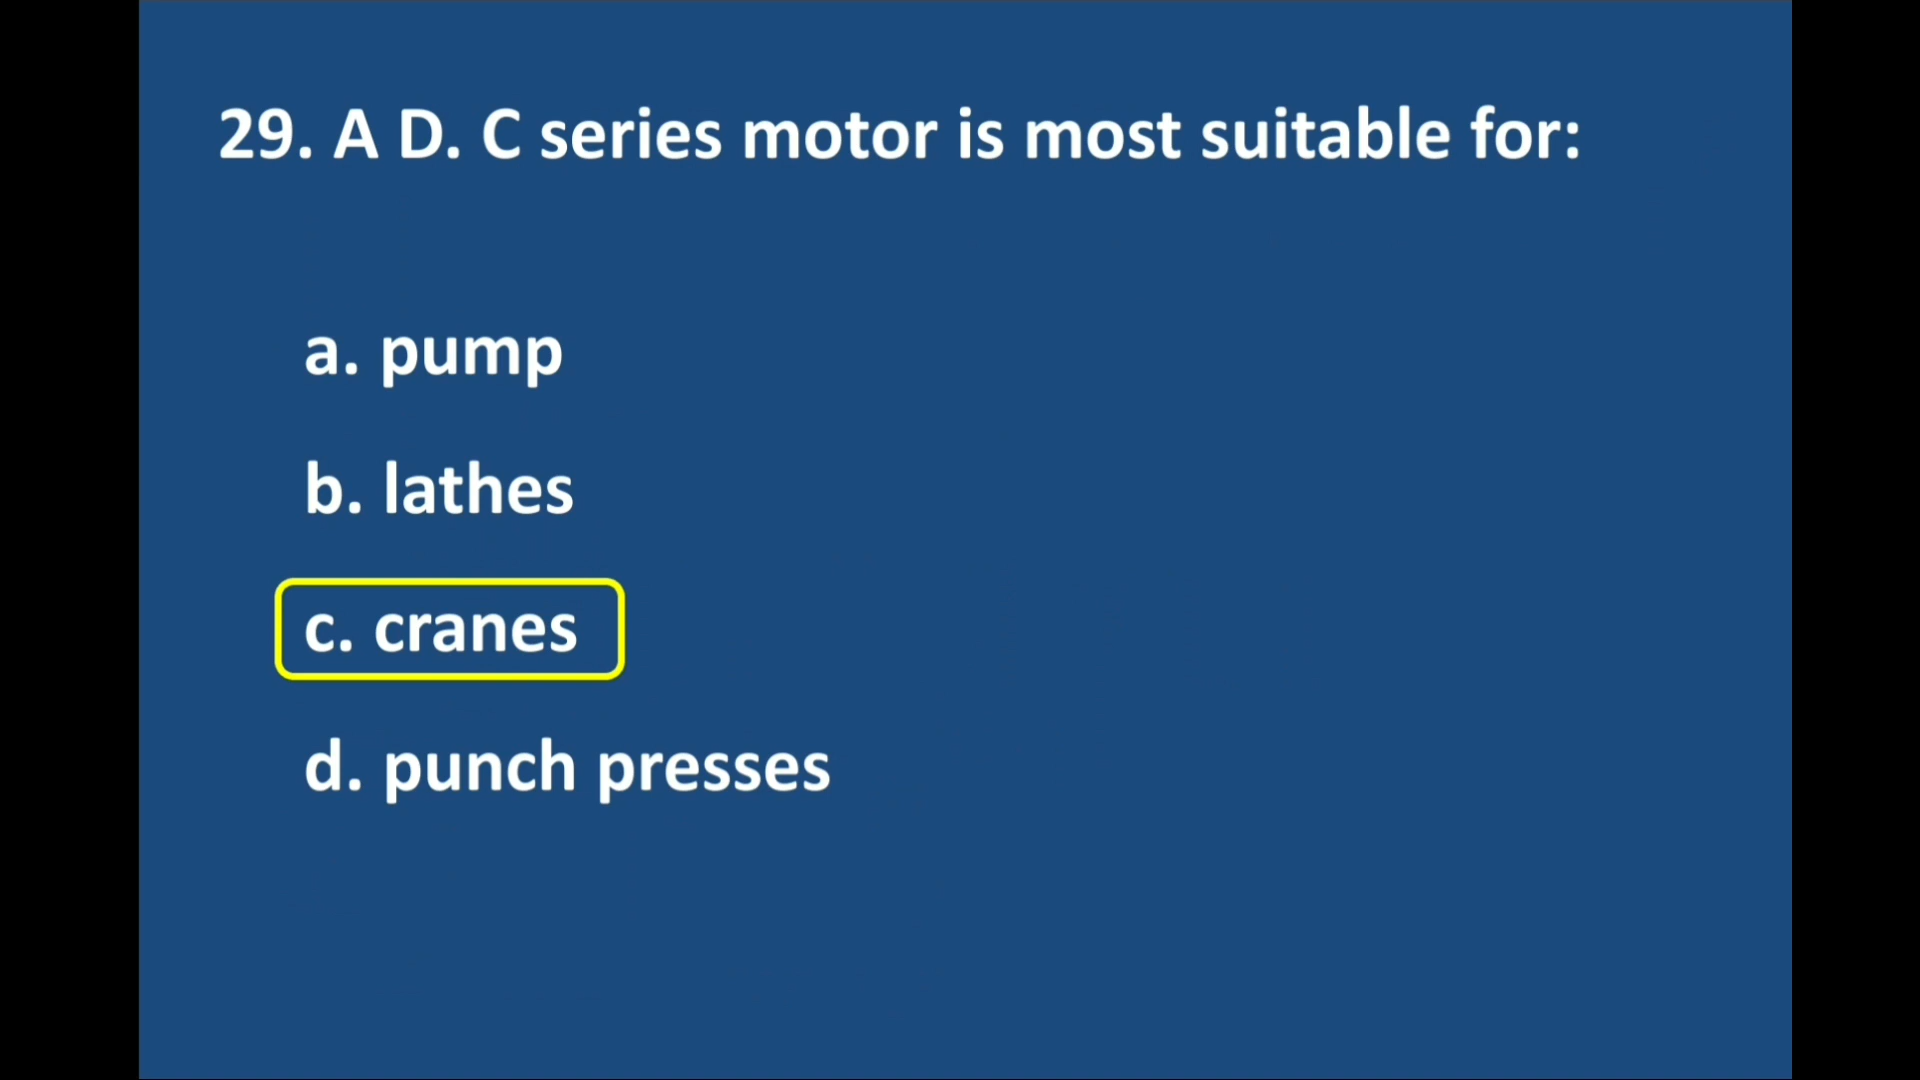 29. A D. C series motor is most suitable for:
a. pump
b. lathes
c. cranes
d. punch presses